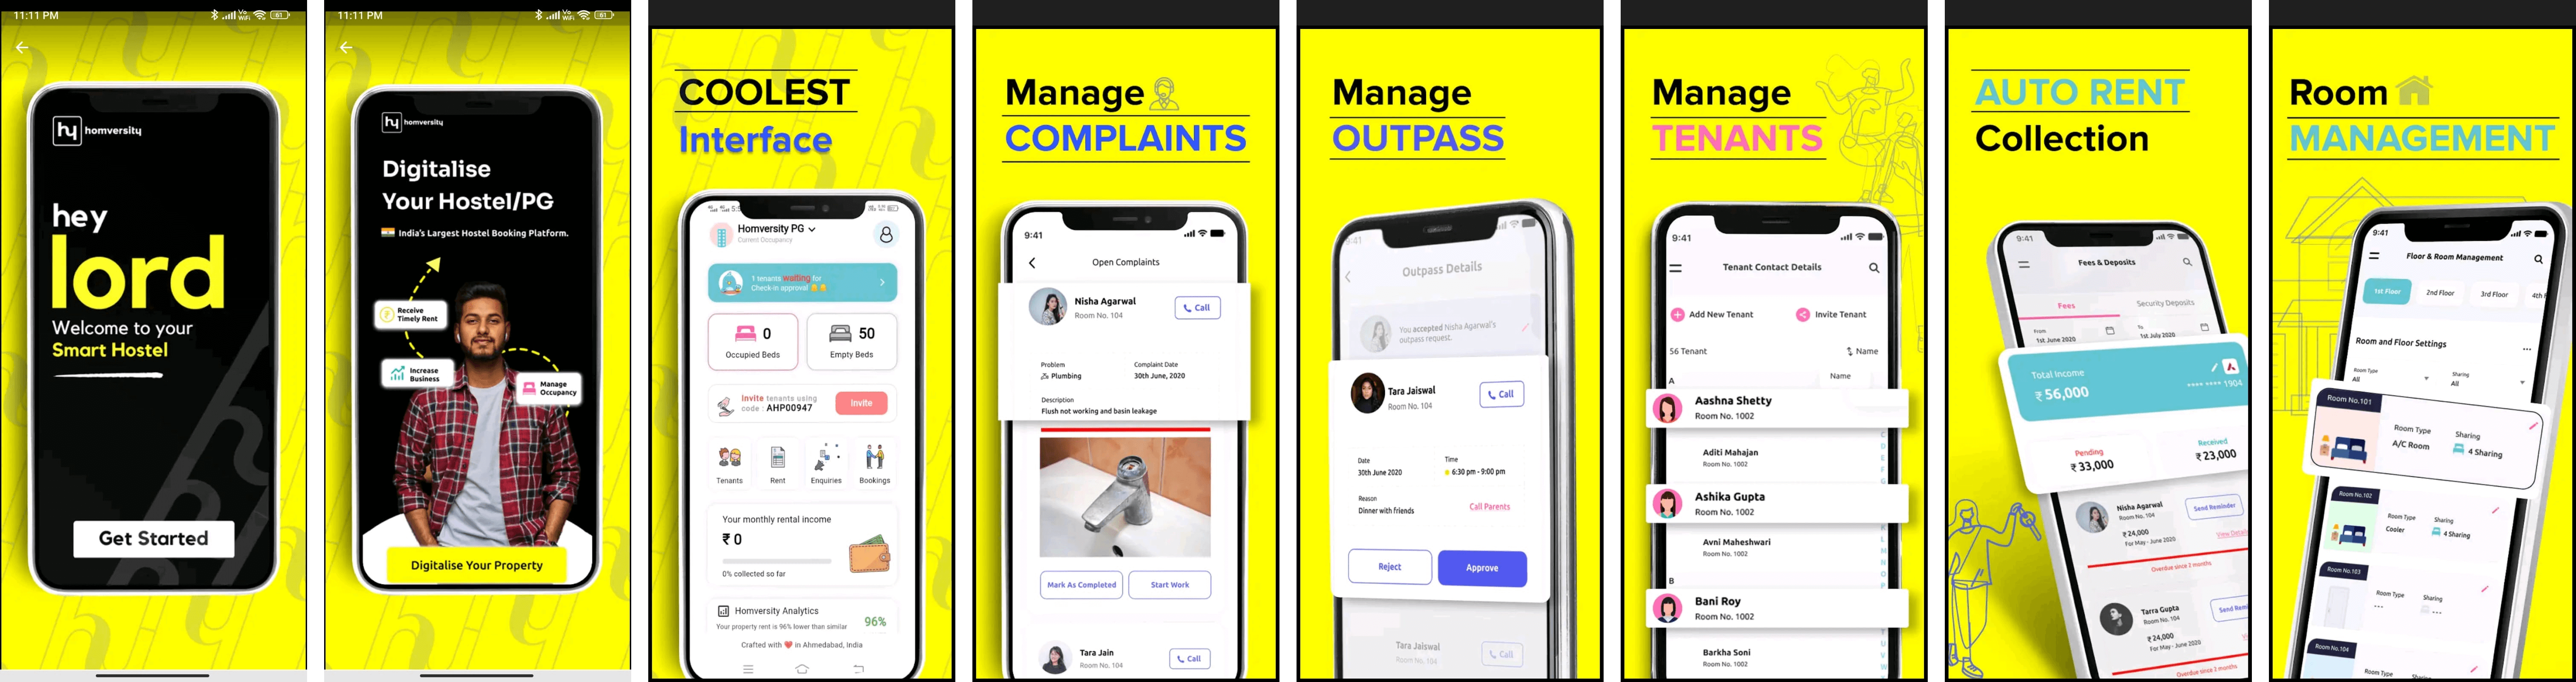 11:11 PM
hy homversity
hey
lord
Welcome to your
Smart Hostel
Get Started
11:11 PM
hy homversity
Digitalise
Your Hostel/PG
India's Largest Hostel Booking Platform.
Receive
Timely Rent
Increase
Business
Manage
Occupancy
Digitalise Your Property
COOLEST
Interface
Homversity PG
Current Occupancy
1 tenants waiting for
Check-in approval
0
Occupied Beds
50
Empty Beds
Invite tenants using
code : AHP00947
Invite
Tenants
Rent
Enquiries
Bookings
Your monthly rental income
₹ 0
0% collected so far
Homversity Analytics
Your property rent is 96% lower than similar
96%
Crafted with ❤ in Ahmedabad, India
Manage
COMPLAINTS
9:41
Open Complaints
Nisha Agarwal
Room No. 104
Call
Problem
Plumbing
Complaint Date
30th June, 2020
Description
Flush not working and basin leakage
Mark As Completed
Start Work
Tara Jain
Room No. 104
Call
Manage
OUTPASS
9:41
Outpass Details
You accepted Nisha Agarwal's
outpass request.
Tara Jaiswal
Room No. 104
Call
Date
30th June 2020
Time
6:30 pm - 9:00 pm
Reason
Dinner with friends
Call Parents
Reject
Approve
Tara Jaiswal
Room No. 104
Call
Manage
TENANTS
9:41
Tenant Contact Details
Add New Tenant
Invite Tenant
56 Tenant
Name
A
Name
Aashna Shetty
Room No. 1002
Aditi Mahajan
Room No. 1002
Ashika Gupta
Room No. 1002
Avni Maheshwari
Room No. 1002
B
Bani Roy
Room No. 1002
Barkha Soni
Room No. 1002
AUTO RENT
Collection
9:41
Fees & Deposits
Fees
Security Deposits
From
1st June 2020
To
1st July 2020
Total Income
₹ 56,000
**** **** 1904
Pending
₹ 33,000
Received
₹ 23,000
Nisha Agarwal
Room No. 104
Send Reminder
₹ 24,000
For May - June 2020
View Details
Overdue since 2 months
Tarra Gupta
Room No. 104
Send Rem
₹ 24,000
For May - June 2020
Overdue since 2 months
Room
MANAGEMENT
9:41
Floor & Room Management
1st Floor
2nd Floor
3rd Floor
4th F
Room and Floor Settings
Room Type
All
Sharing
All
Room No.101
Room Type
A/C Room
Sharing
4 Sharing
Room No.102
Room Type
Cooler
Sharing
4 Sharing
Room No.103
Room Type
Sharing
Room No.104
Room Type
Sharing